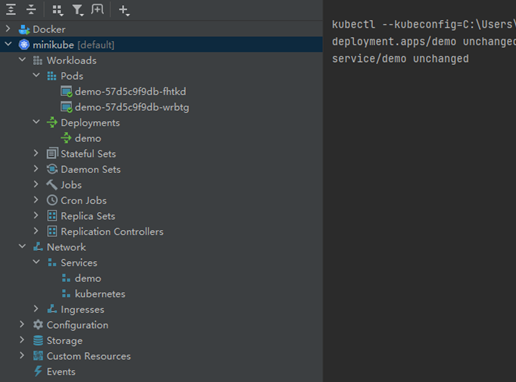 Docker
minikube [default]
Workloads
Pods
demo-57d5c9f9db-fhtkd
demo-57d5c9f9db-wrbtg
Deployments
demo
Stateful Sets
Daemon Sets
Jobs
Cron Jobs
Replica Sets
Replication Controllers
Network
Services
demo
kubernetes
Ingresses
Configuration
Storage
Custom Resources
Events
kubectl --kubeconfig=C:\Users\
deployment.apps/demo unchanged
service/demo unchanged